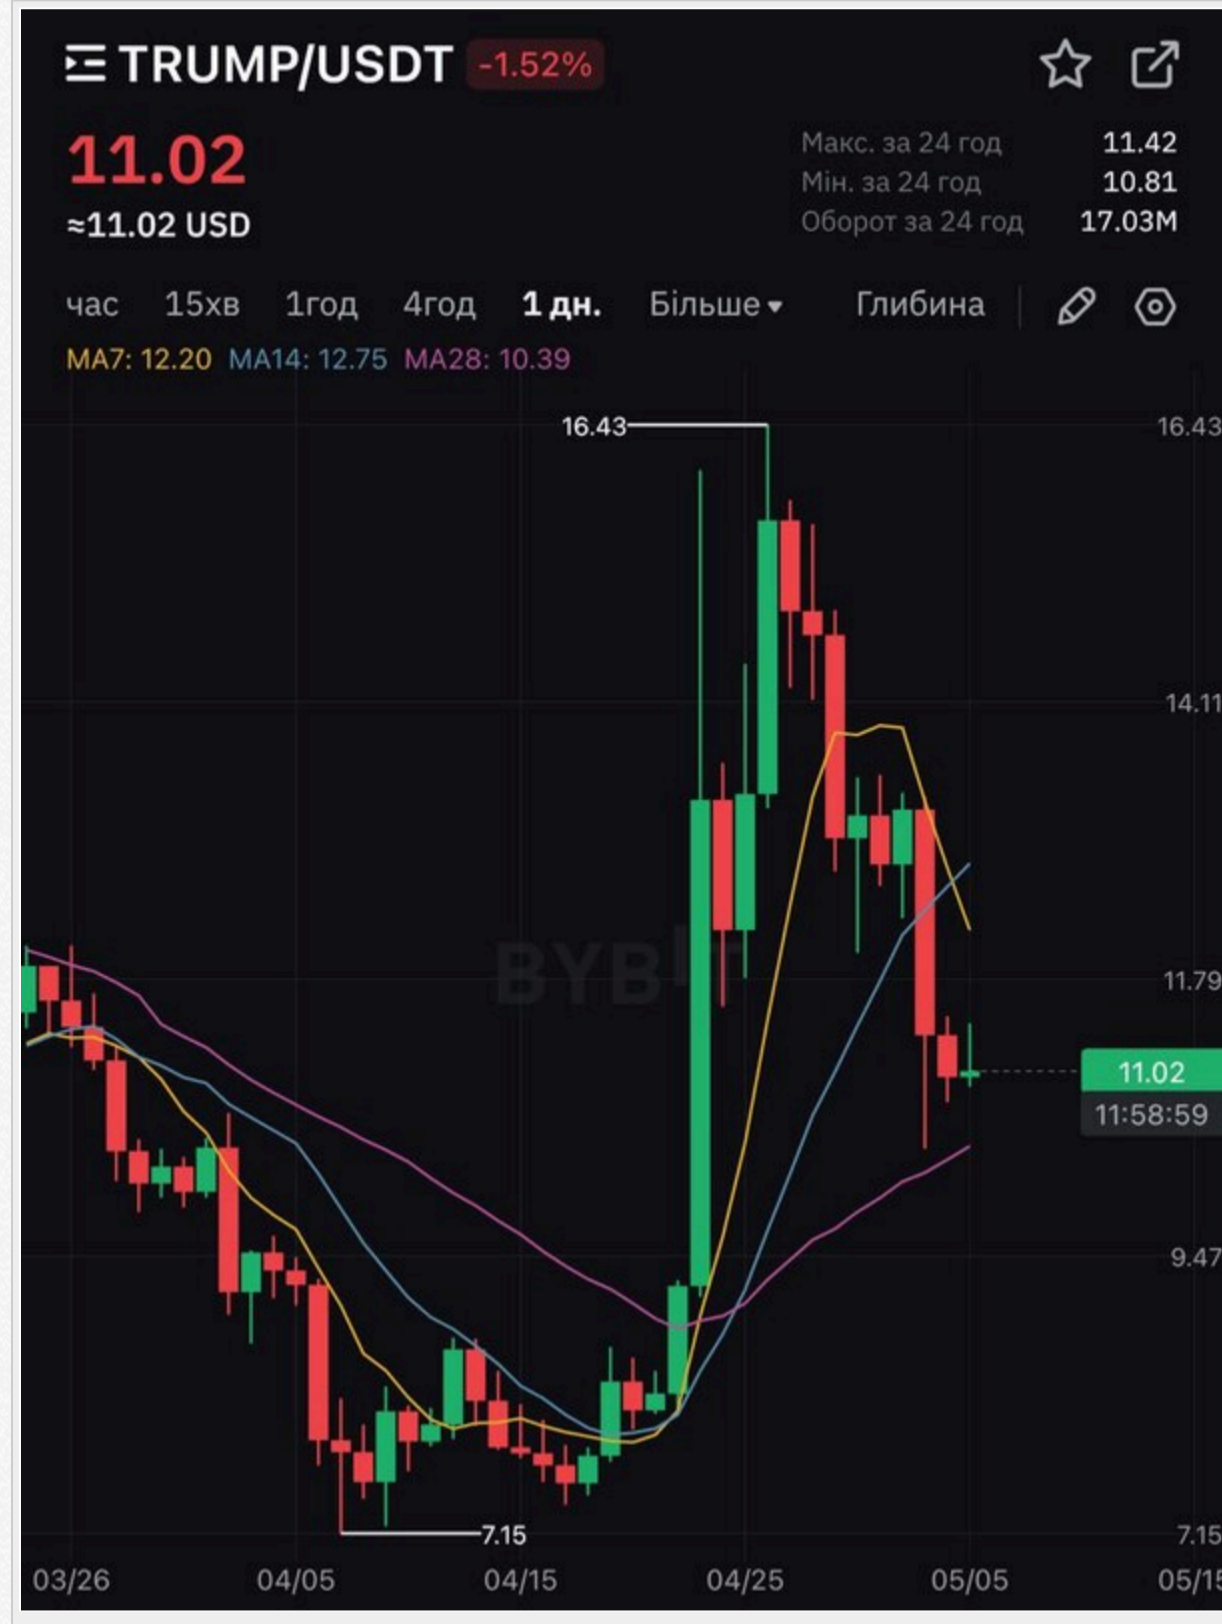 TRUMP/USDT -1.52%
11.02
≈11.02 USD
Макс. за 24 год 11.42
Мін. за 24 год 10.81
Оборот за 24 год 17.03M
час 15хв 1год 4год 1 дн. Більше Глибина
MA7: 12.20 MA14: 12.75 MA28: 10.39
16.43
16.43
14.11
BYBIT
11.79
11.02
11:58:59
9.47
7.15
7.15
03/26 04/05 04/15 04/25 05/05 05/15